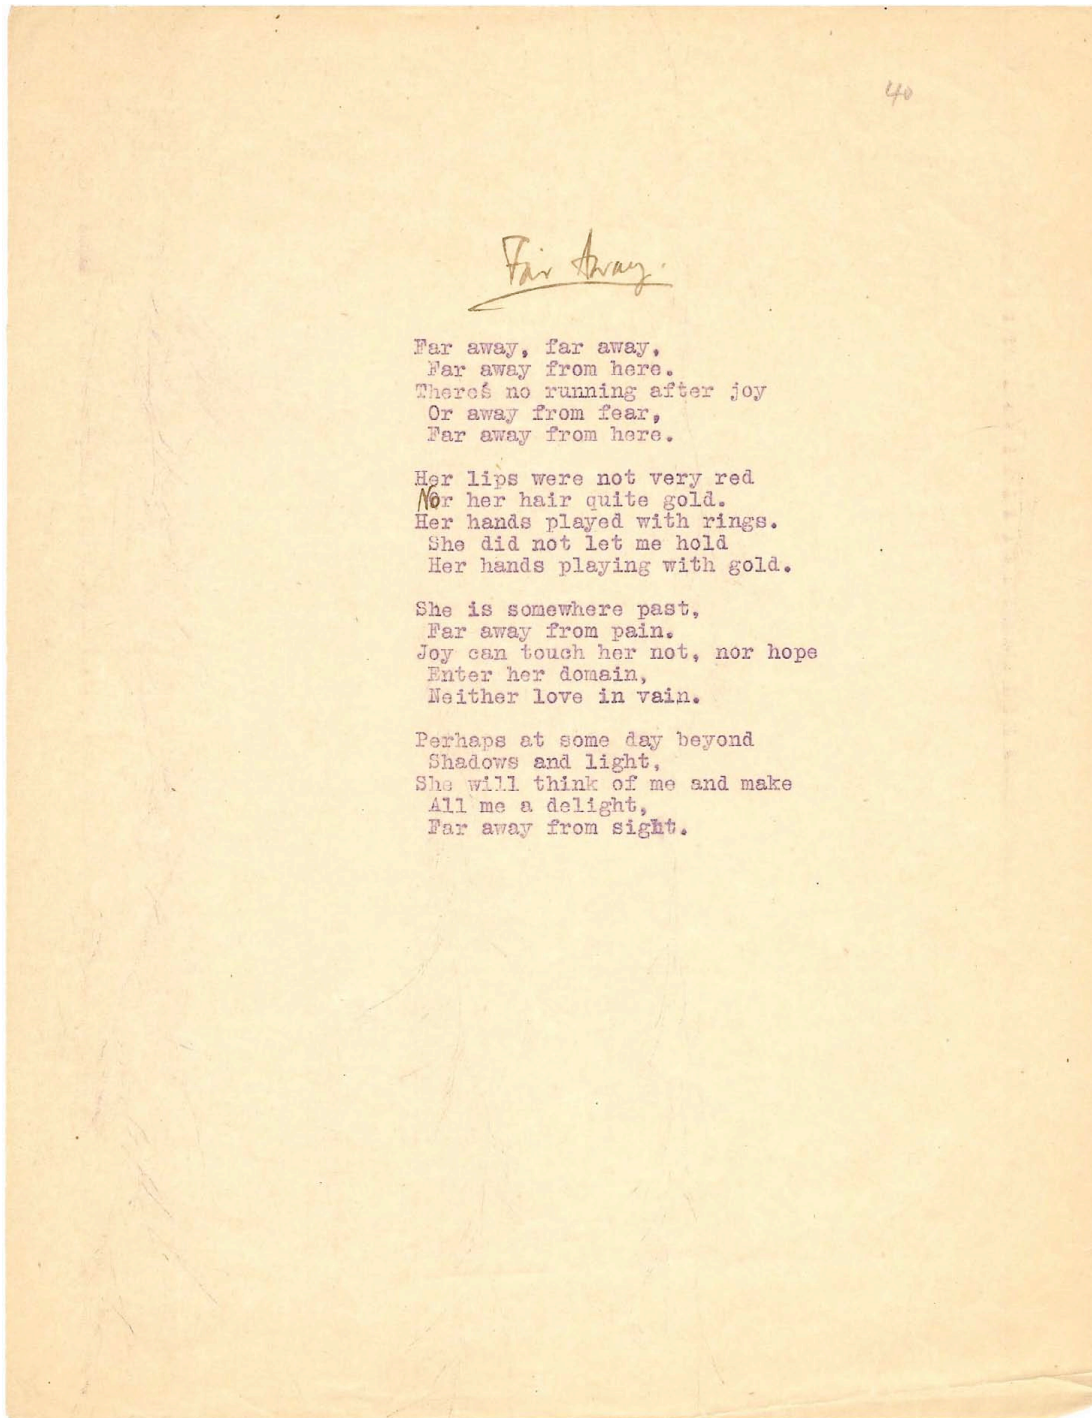 40
Far Away.
Far away, far away,
Far away from here.
There's no running after joy
Or away from fear,
Far away from here.
Her lips were not very red
Nor her hair quite gold.
Her hands played with rings.
She did not let me hold
Her hands playing with gold.
She is somewhere past,
Far away from pain.
Joy can touch her not, nor hope
Enter her domain,
Neither love in vain.
Perhaps at some day beyond
Shadows and light,
She will think of me and make
All me a delight,
Far away from sight.